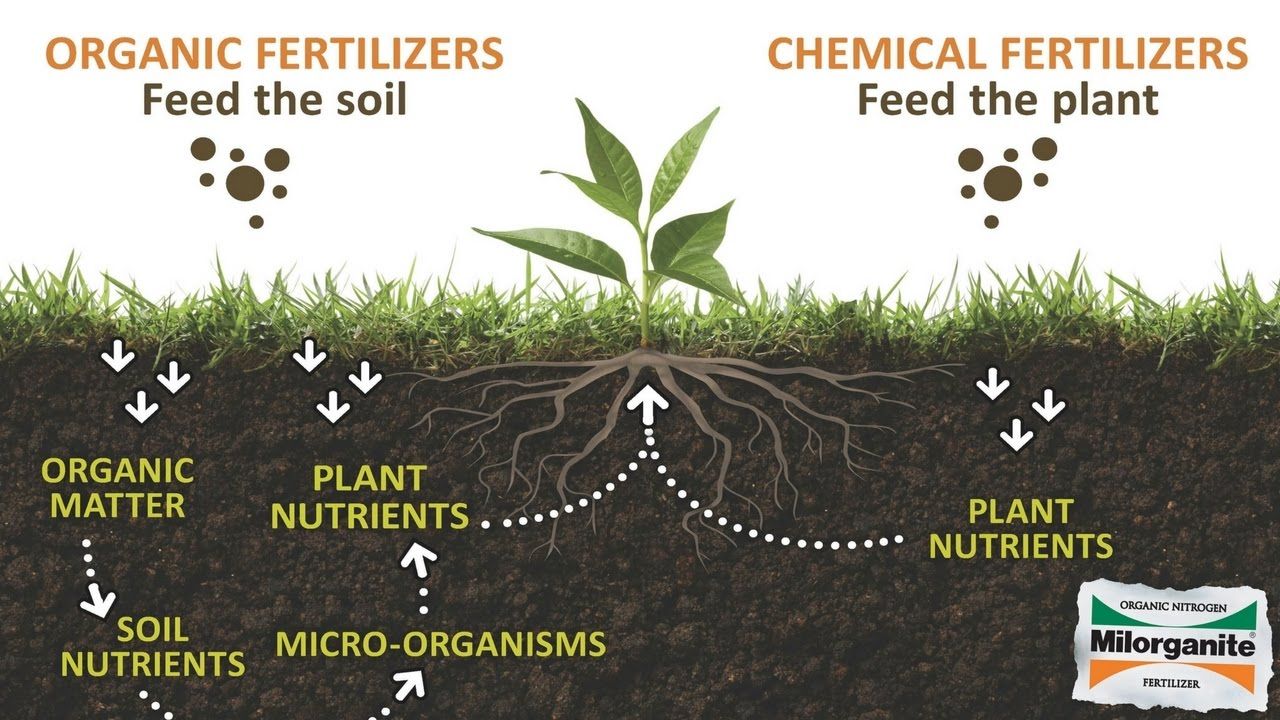 ORGANIC FERTILIZERS
Feed the soil
CHEMICAL FERTILIZERS
Feed the plant
ORGANIC
MATTER
PLANT
NUTRIENTS
PLANT
NUTRIENTS
SOIL
NUTRIENTS
MICRO-ORGANISMS
ORGANIC NITROGEN
Milorganite®
FERTILIZER